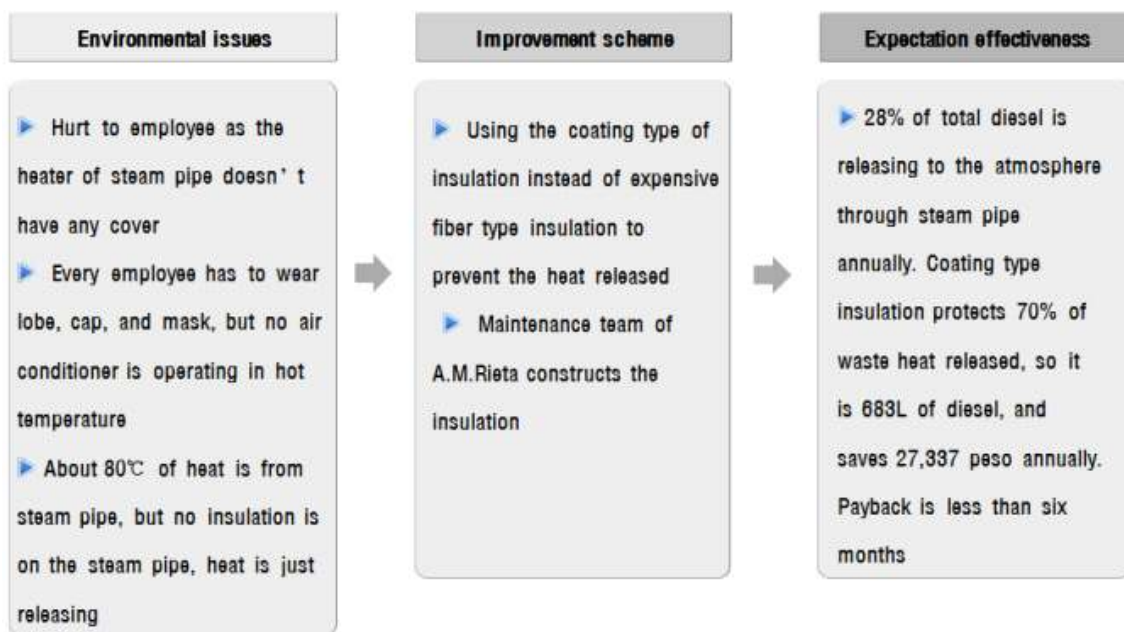 Environmental issues
Hurt to employee as the
heater of steam pipe doesn't
have any cover
Every employee has to wear
lobe, cap, and mask, but no air
conditioner is operating in hot
temperature
About 80℃ of heat is from
steam pipe, but no insulation is
on the steam pipe, heat is just
releasing
Improvement scheme
Using the coating type of
insulation instead of expensive
fiber type insulation to
prevent the heat released
Maintenance team of
A.M.Rieta constructs the
insulation
Expectation effectiveness
28% of total diesel is
releasing to the atmosphere
through steam pipe
annually. Coating type
insulation protects 70% of
waste heat released, so it
is 683L of diesel, and
saves 27,337 peso annually.
Payback is less than six
months